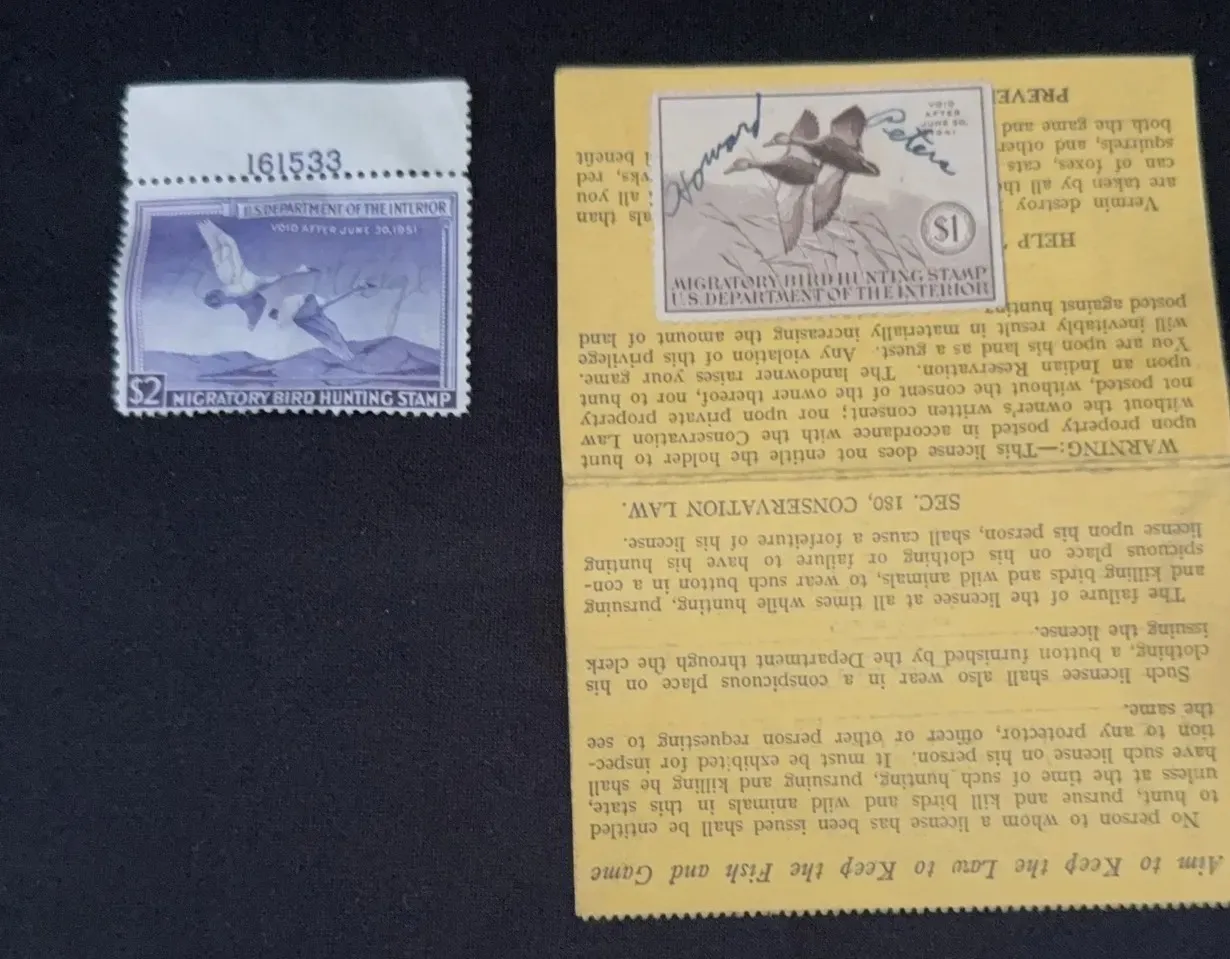 161533
U.S. DEPARTMENT OF THE INTERIOR
VOID AFTER JUNE 30, 1951
$2 MIGRATORY BIRD HUNTING STAMP
VOID
AFTER
JUNE 30,
1941
Howard Peters
$1
MIGRATORY BIRD HUNTING STAMP
U.S. DEPARTMENT OF THE INTERIOR
Aim to Keep the Law to Keep the Fish and Game
No person to whom a license has been issued shall be entitled
to hunt, pursue and kill birds and wild animals in this state,
unless at the time of such hunting, pursuing and killing he shall
have such license on his person. It must be exhibited for inspec-
tion to any protector, officer or other person requesting to see
the same.
Such licensee shall also wear in a conspicuous place on his
clothing, a button furnished by the Department through the clerk
issuing the license.
The failure of the licensee at all times while hunting, pursuing
and killing birds and wild animals, to wear such button in a con-
spicuous place on his clothing or failure to have his hunting
license upon his person, shall cause a forfeiture of his license.
SEC. 180, CONSERVATION LAW.
WARNING:—This license does not entitle the holder to hunt
upon property posted in accordance with the Conservation Law
without the owner's written consent; nor upon private property
not posted, without the consent of the owner thereof, nor to hunt
upon an Indian Reservation. The landowner raises your game.
You are upon his land as a guest. Any violation of this privilege
will inevitably result in materially increasing the amount of land
posted against hunting.
HELP
Vermin destroy than
are taken by all all you
can of foxes, cats red
squirrels, and other benefit
both the game and
PREVE